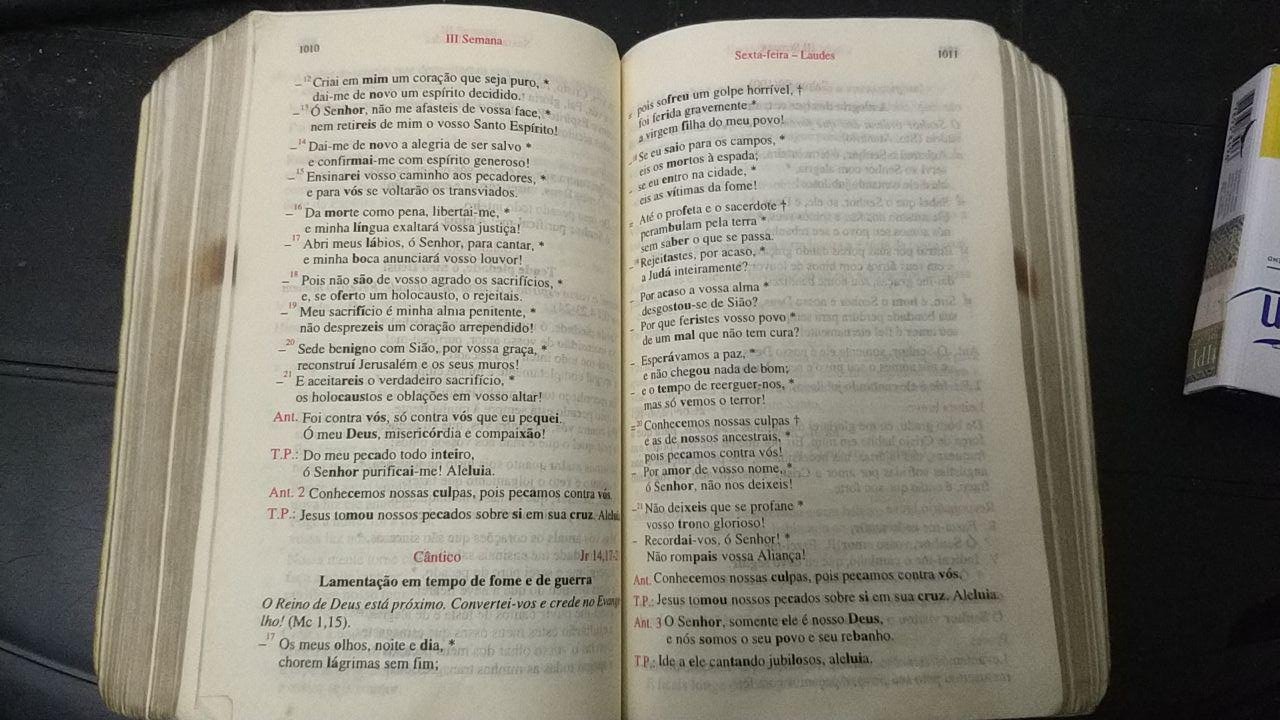 1010
III Semana
–12 Criai em mim um coração que seja puro, *
dai-me de novo um espírito decidido.
–13 Ó Senhor, não me afasteis de vossa face, *
nem retireis de mim o vosso Santo Espírito!
–14 Dai-me de novo a alegria de ser salvo *
e confirmai-me com espírito generoso!
–15 Ensinarei vosso caminho aos pecadores, *
e para vós se voltarão os transviados.
–16 Da morte como pena, libertai-me, *
e minha língua exaltará vossa justiça!
–17 Abri meus lábios, ó Senhor, para cantar, *
e minha boca anunciará vosso louvor!
–18 Pois não são de vosso agrado os sacrifícios, *
e, se oferto um holocausto, o rejeitais.
–19 Meu sacrifício é minha alma penitente, *
não desprezeis um coração arrependido!
–20 Sede benigno com Sião, por vossa graça, *
reconstruí Jerusalém e os seus muros!
–21 E aceitareis o verdadeiro sacrifício, *
os holocaustos e oblações em vosso altar!
Ant. Foi contra vós, só contra vós que eu pequei.
Ó meu Deus, misericórdia e compaixão!
T.P.: Do meu pecado todo inteiro,
ó Senhor purificai-me! Aleluia.
Ant. 2 Conhecemos nossas culpas, pois pecamos contra vós.
T.P.: Jesus tomou nossos pecados sobre si em sua cruz. Alelu
Cântico
Jr 14,17-2
Lamentação em tempo de fome e de guerra
O Reino de Deus está próximo. Convertei-vos e crede no Evange
lho! (Mc 1,15).
–17 Os meus olhos, noite e dia, *
chorem lágrimas sem fim;
Sexta-feira – Laudes
1011
= pois sofreu um golpe horrível, †
foi ferida gravemente *
a virgem filha do meu povo!
–18 Se eu saio para os campos, *
eis os mortos à espada;
– se eu entro na cidade, *
eis as vítimas da fome!
= Até o profeta e o sacerdote †
perambulam pela terra *
sem saber o que se passa.
–19 Rejeitastes, por acaso, *
a Judá inteiramente?
– Por acaso a vossa alma *
desgostou-se de Sião?
– Por que feristes vosso povo *
de um mal que não tem cura?
– Esperávamos a paz, *
e não chegou nada de bom;
– e o tempo de reerguer-nos, *
mas só vemos o terror!
=20 Conhecemos nossas culpas †
e as de nossos ancestrais, *
pois pecamos contra vós!
– Por amor de vosso nome, *
ó Senhor, não nos deixeis!
–21 Não deixeis que se profane *
vosso trono glorioso!
– Recordai-vos, ó Senhor! *
Não rompais vossa Aliança!
Ant. Conhecemos nossas culpas, pois pecamos contra vós.
T.P.: Jesus tomou nossos pecados sobre si em sua cruz. Aleluia.
Ant. 3 O Senhor, somente ele é nosso Deus,
e nós somos o seu povo e seu rebanho.
T.P.: Ide a ele cantando jubilosos, aleluia.